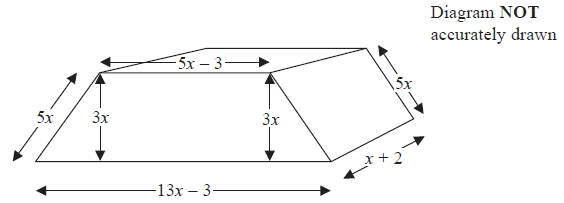 Diagram NOT
accurately drawn
5x – 3
5x
5x
3x
3x
x + 2
13x – 3